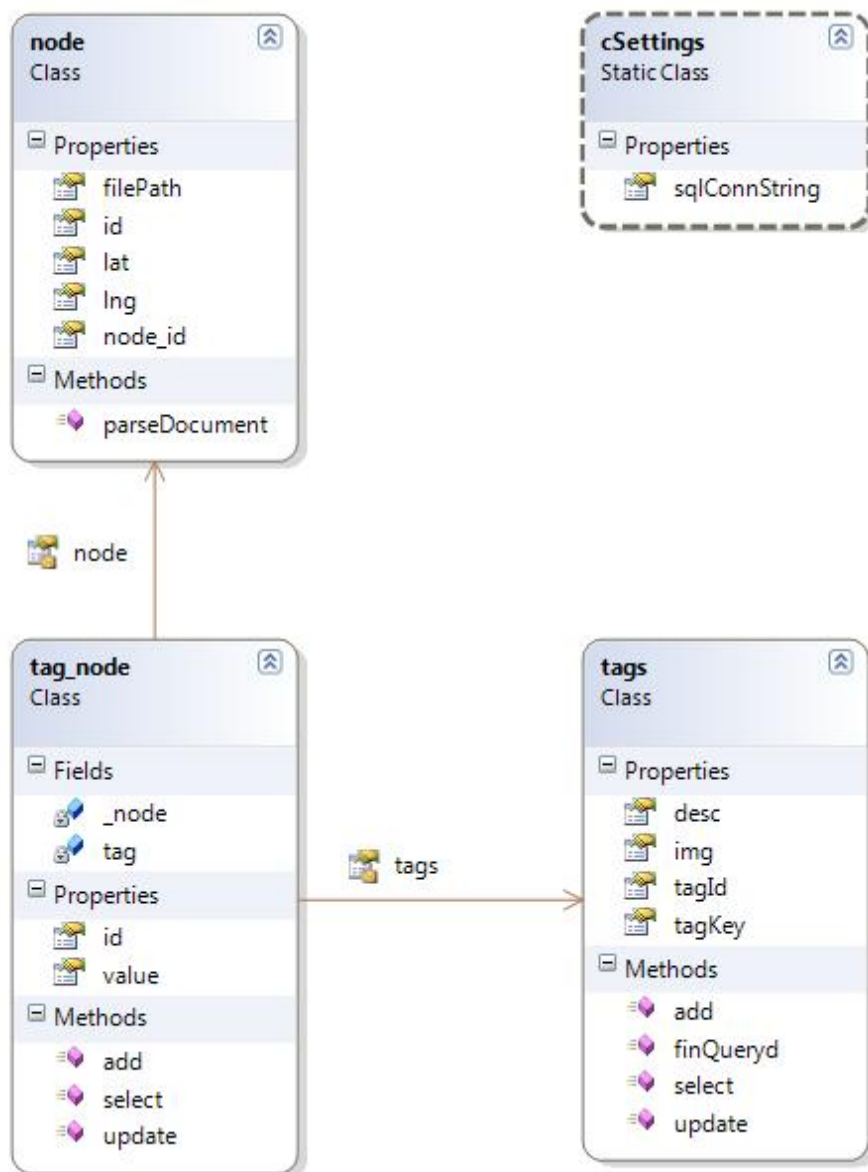 node
Class
Properties
filePath
id
lat
lng
node_id
Methods
parseDocument
cSettings
Static Class
Properties
sqlConnString
node
tag_node
Class
Fields
_node
tag
Properties
id
value
Methods
add
select
update
tags
tags
Class
Properties
desc
img
tagId
tagKey
Methods
add
finQueryd
select
update